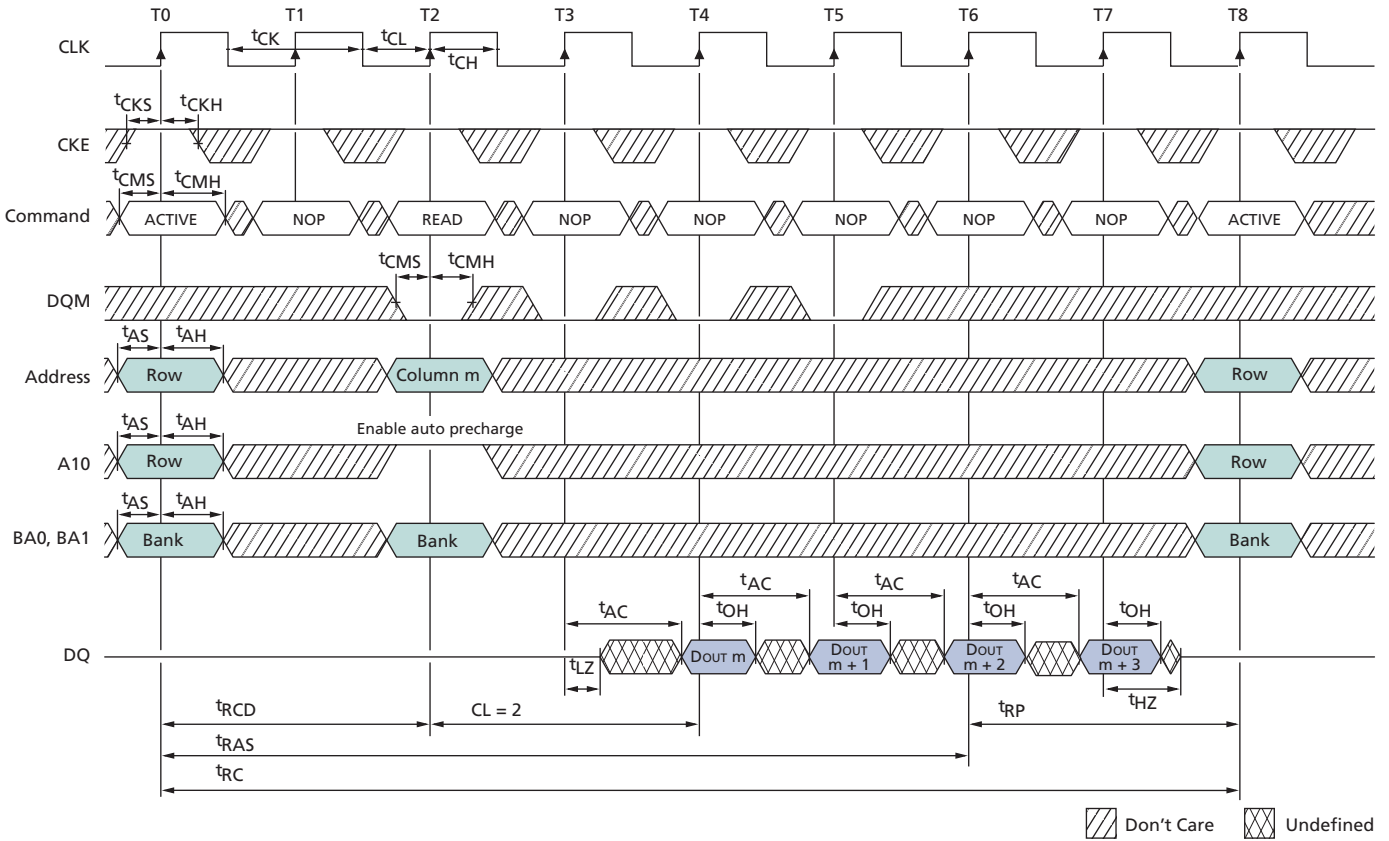 T0 T1 T2 T3 T4 T5 T6 T7 T8
CLK
tCK tCL
tCH
tCKS tCKH
CKE
tCMS tCMH
Command ACTIVE NOP READ NOP NOP NOP NOP NOP ACTIVE
tCMS tCMH
DQM
tAS tAH
Address Row Column m Row
tAS tAH
Enable auto precharge
A10 Row Row
tAS tAH
BA0, BA1 Bank Bank Bank
tAC tAC tAC
tAC tOH tOH tOH tOH
DQ DOUT m DOUT m + 1 DOUT m + 2 DOUT m + 3
tLZ tHZ
tRCD CL = 2 tRP
tRAS
tRC
Don't Care Undefined